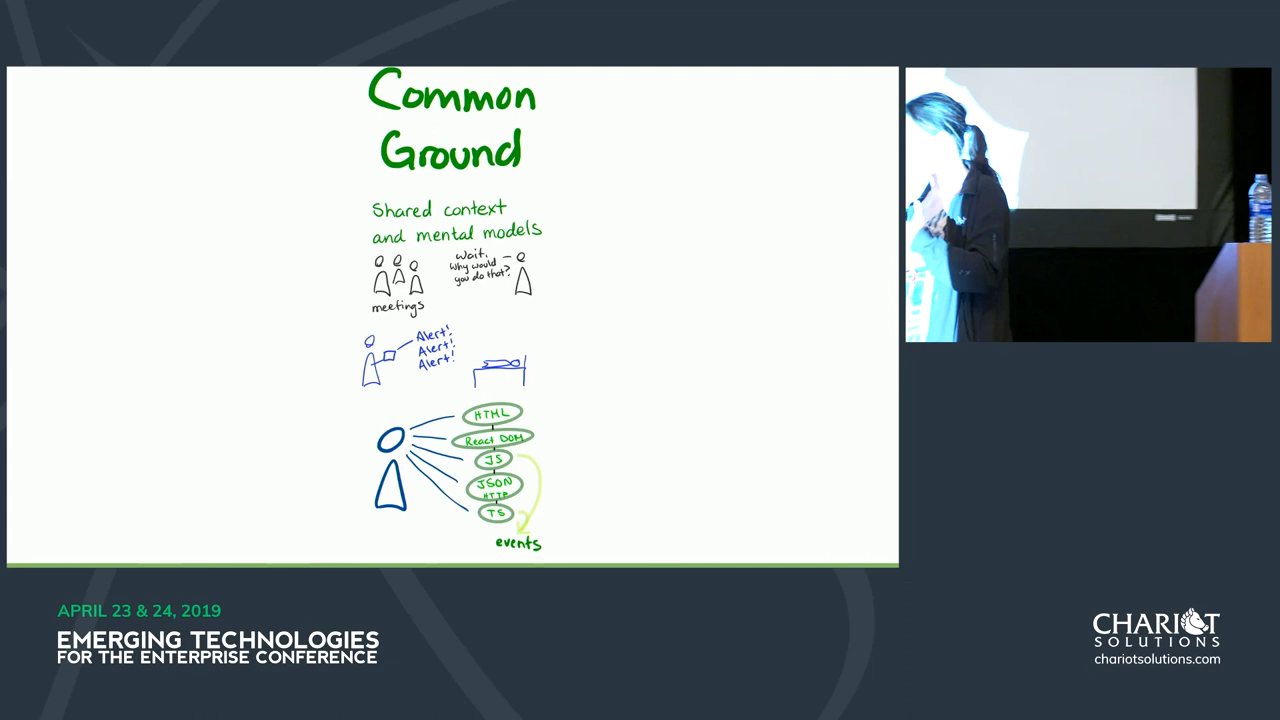 Common
Ground
Shared context
and mental models
wait,
why would
you do that?
meetings
Alert!
Alert!
Alert!
HTML
React DOM
JS
JSON
HTTP
TS
events
APRIL 23 & 24, 2019
EMERGING TECHNOLOGIES
FOR THE ENTERPRISE CONFERENCE
CHARIOT
SOLUTIONS
chariotsolutions.com